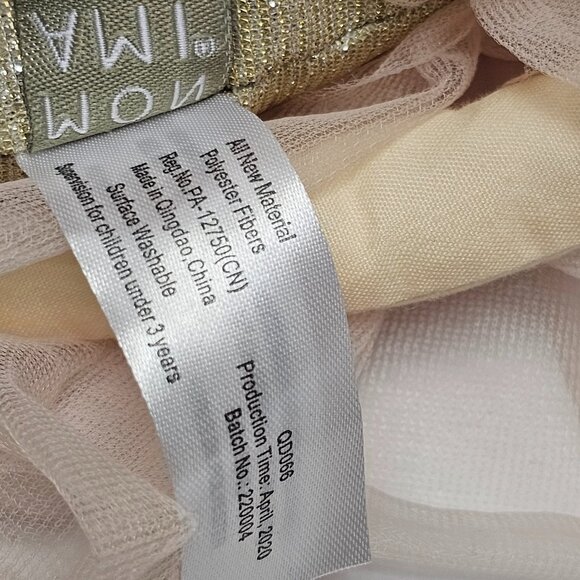 MON
AMI
All New Material
Polyester Fibers
Reg.No.PA-12750(CN)
Made in Qingdao,China
Surface Washable
Supervision for children under 3 years
QD066
Production Time: April, 2020
Batch No.: 220004